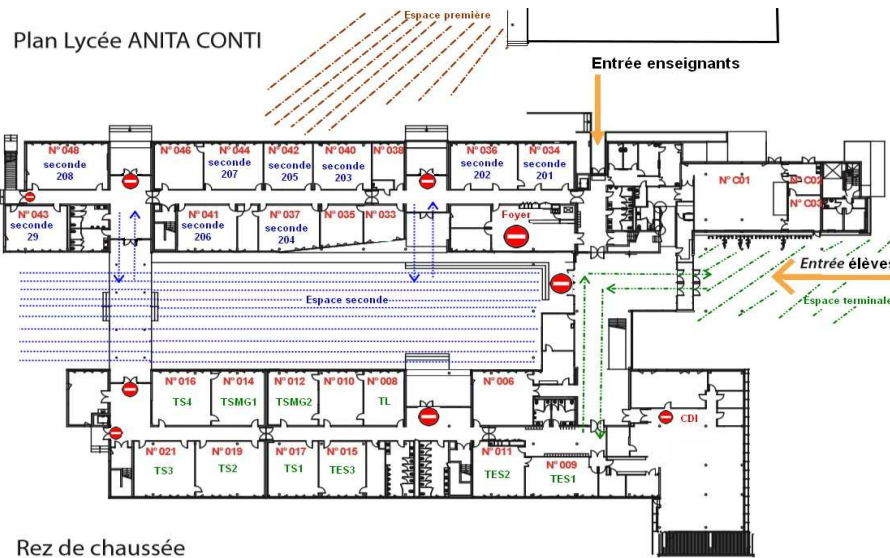 Espace première
Plan Lycée ANITA CONTI
Entrée enseignants
N° 048
seconde
208
N° 046
N° 044
seconde
207
N° 042
seconde
205
N° 040
seconde
203
N° 038
N° 036
seconde
202
N° 034
seconde
201
N° C01
N° C02
N° C03
N° 043
seconde
29
N° 041
seconde
206
N° 037
seconde
204
N° 035
N° 033
Foyer
Entrée élèves
Espace seconde
Espace terminale
N° 016
TS4
N° 014
TSMG1
N° 012
TSMG2
N° 010
N° 008
TL
N° 006
CDI
N° 021
TS3
N° 019
TS2
N° 017
TS1
N° 015
TES3
N° 011
TES2
N° 009
TES1
Rez de chaussée